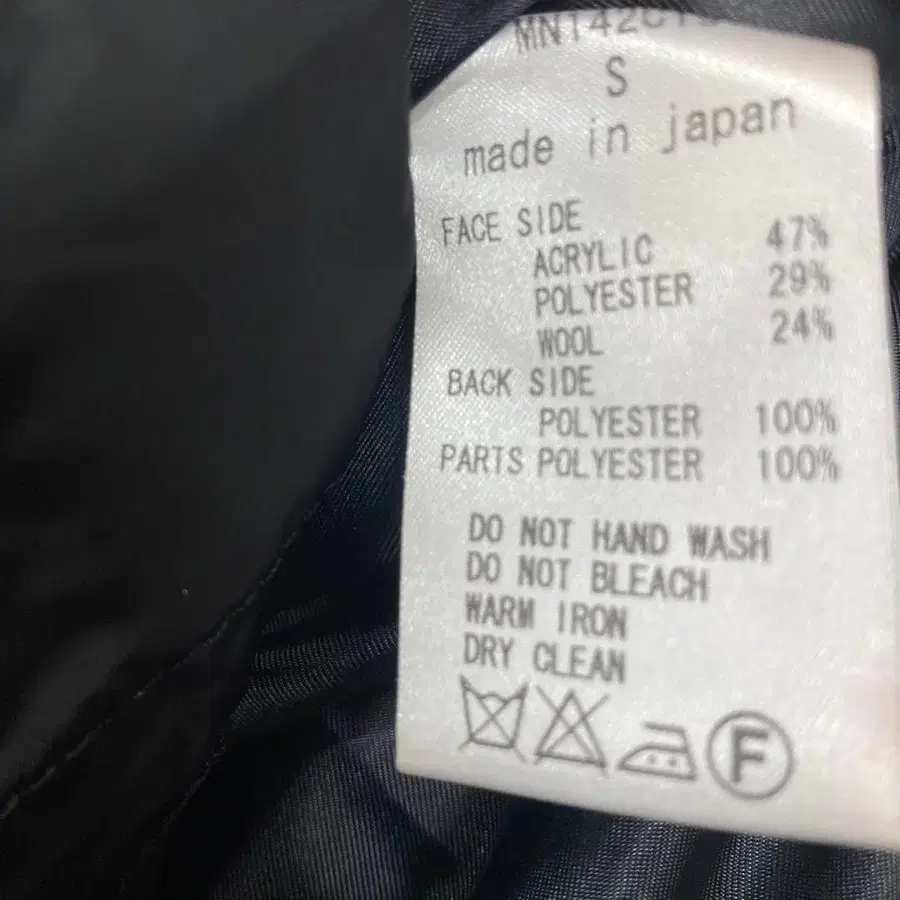 S
made in japan
FACE SIDE
ACRYLIC 47%
POLYESTER 29%
WOOL 24%
BACK SIDE
POLYESTER 100%
PARTS POLYESTER 100%
DO NOT HAND WASH
DO NOT BLEACH
WARM IRON
DRY CLEAN
F